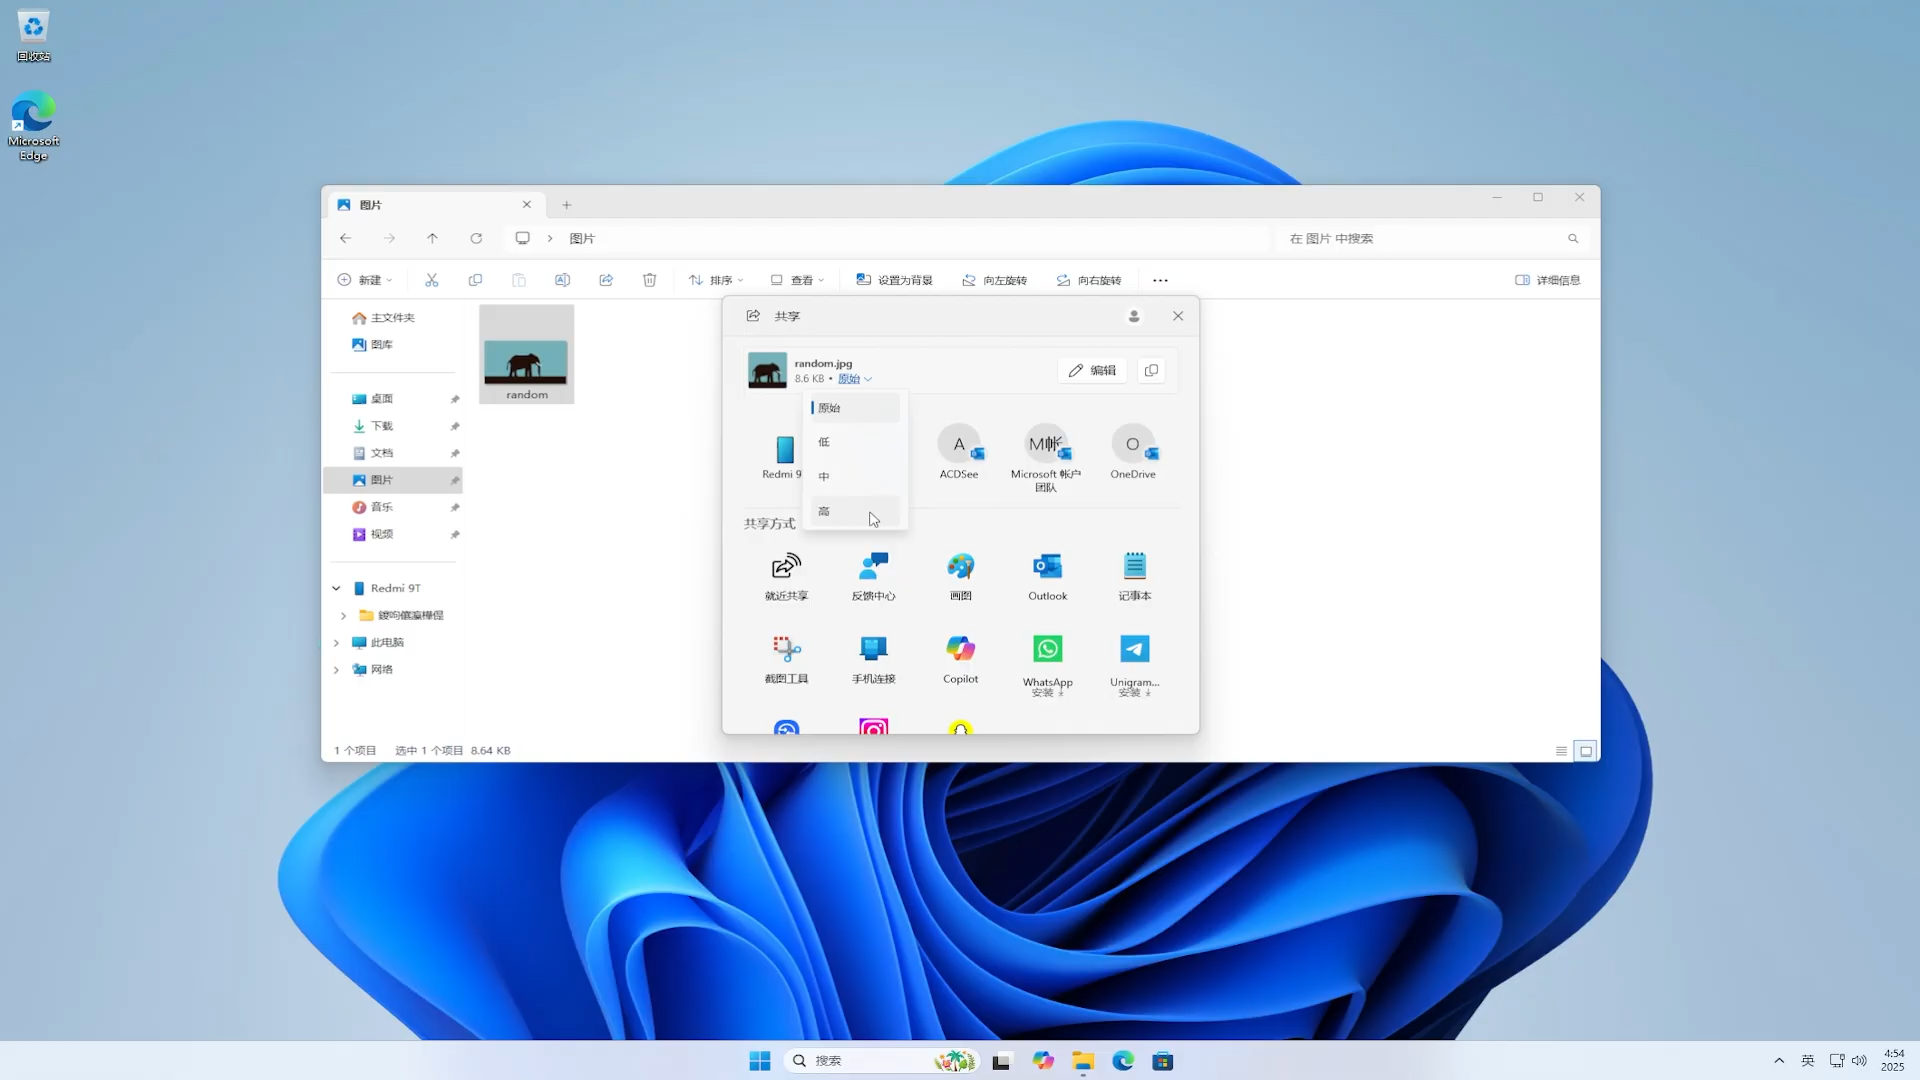 回收站
Microsoft
Edge
图片
图片
在 图片 中搜索
新建
排序
查看
设置为背景
向左旋转
向右旋转
详细信息
主文件夹
图库
桌面
下载
文档
图片
音乐
视频
Redmi 9T
此电脑
网络
random
1 个项目
选中 1 个项目 8.64 KB
共享
random.jpg
8.6 KB • 原始
编辑
原始
低
中
高
Redmi 9
A
ACDSee
M帐
Microsoft 帐户
团队
O
OneDrive
共享方式
就近共享
反馈中心
画图
Outlook
记事本
截图工具
手机连接
Copilot
WhatsApp
安装
Unigram...
安装
搜索
英
4:54
2025